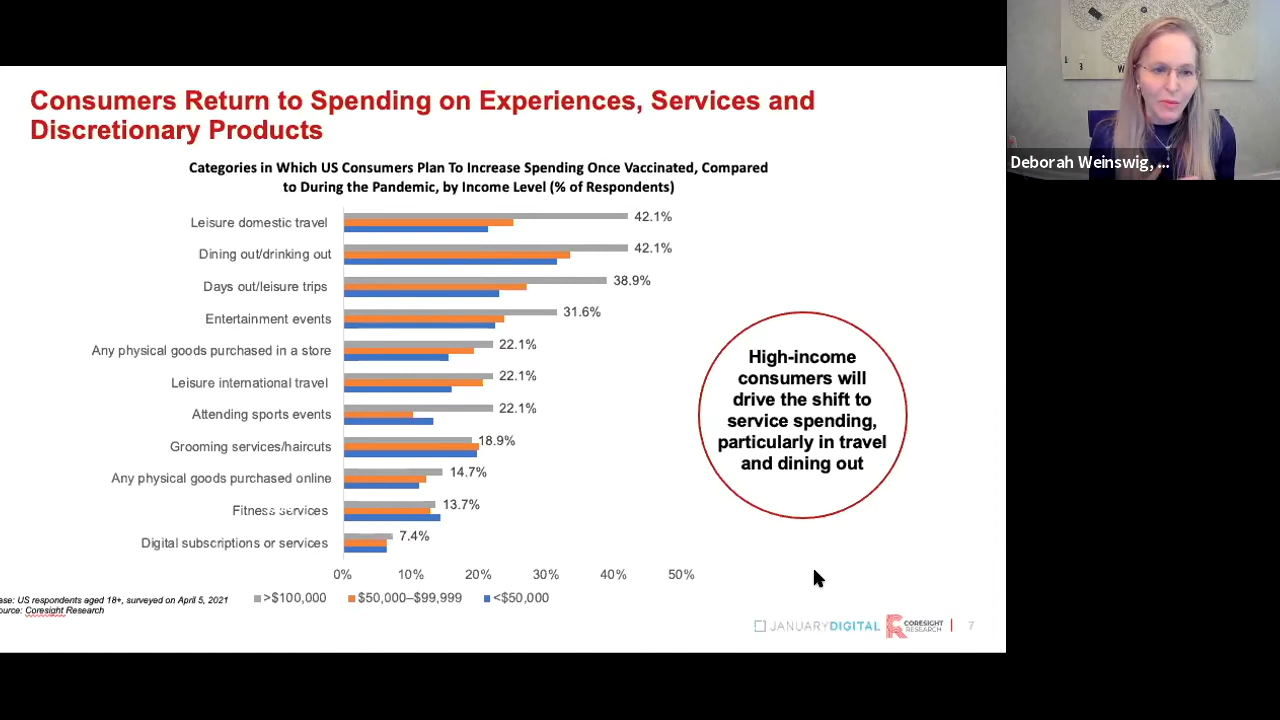 Consumers Return to Spending on Experiences, Services and
Discretionary Products
Categories in Which US Consumers Plan To Increase Spending Once Vaccinated, Compared
to During the Pandemic, by Income Level (% of Respondents)
Leisure domestic travel 42.1%
Dining out/drinking out 42.1%
Days out/leisure trips 38.9%
Entertainment events 31.6%
Any physical goods purchased in a store 22.1%
Leisure international travel 22.1%
Attending sports events 22.1%
Grooming services/haircuts 18.9%
Any physical goods purchased online 14.7%
Fitness services 13.7%
Digital subscriptions or services 7.4%
0% 10% 20% 30% 40% 50%
>$100,000 $50,000–$99,999 <$50,000
High-income
consumers will
drive the shift to
service spending,
particularly in travel
and dining out
ase: US respondents aged 18+, surveyed on April 5, 2021
ource: Coresight Research
JANUARYDIGITAL
CORESIGHT
RESEARCH
7
1 3 W
Deborah Weinswig, ...